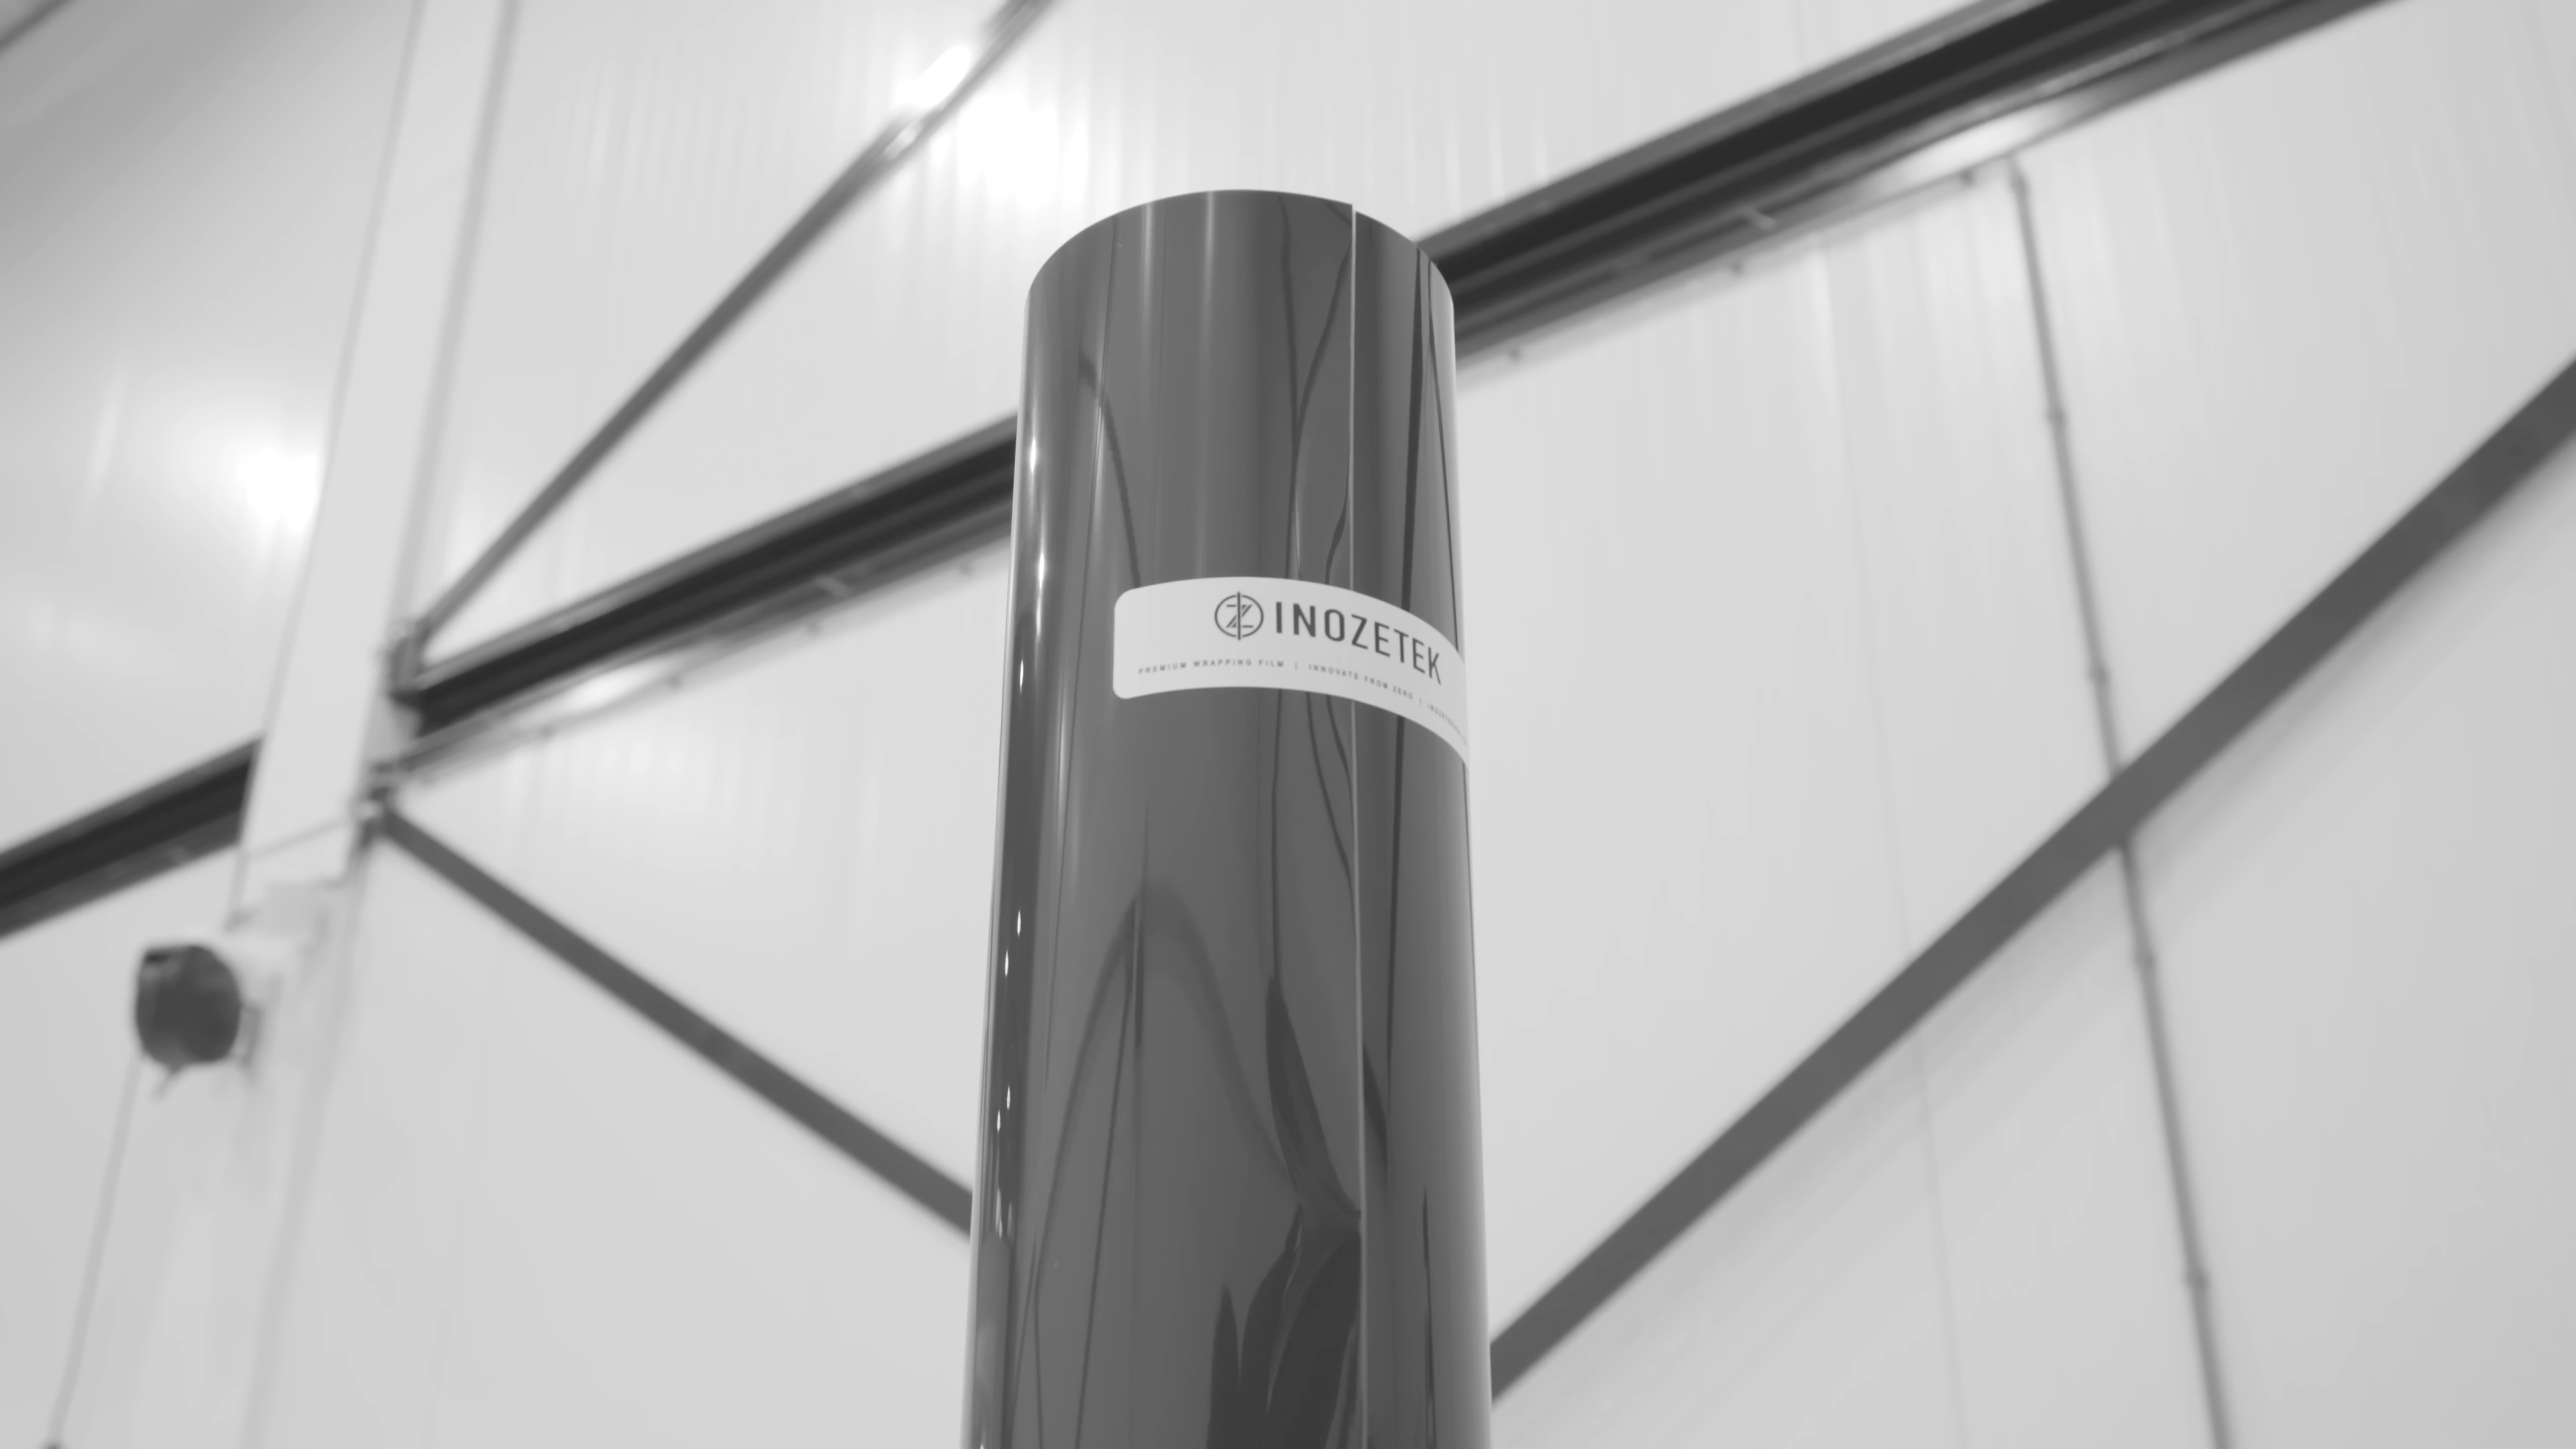 INOZETEK
PREMIUM WRAPPING FILM | INNOVATE FROM ZERO |